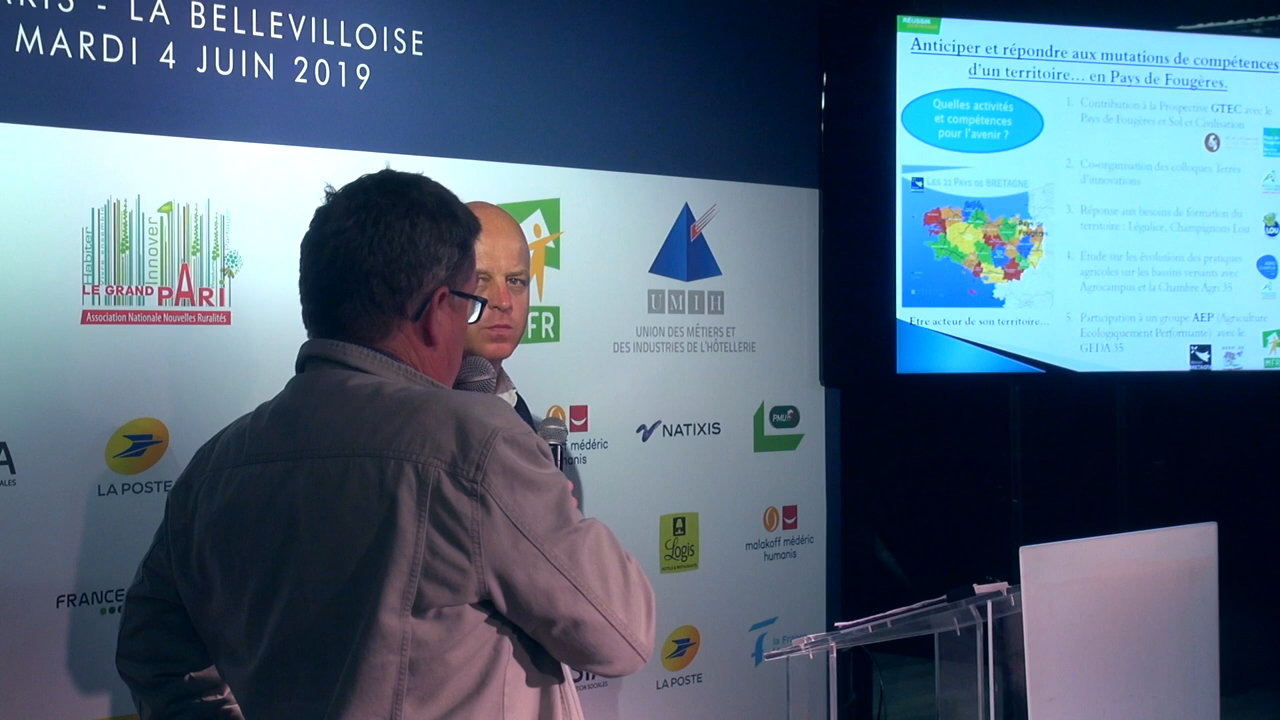 PARIS - LA BELLEVILLOISE
MARDI 4 JUIN 2019
Habiter
Innover
LE GRAND PARI
Association Nationale Nouvelles Ruralités
FR
UMIH
UNION DES MÉTIERS ET
DES INDUSTRIES DE L'HÔTELLERIE
LA POSTE
médéric
humanis
NATIXIS
PMU
Logis
malakoff médéric
humanis
FRANCE
LA POSTE
RÉUSSIR
Anticiper et répondre aux mutations de compétences
d'un territoire… en Pays de Fougères.
Quelles activités
et compétences
pour l'avenir ?
LES 21 PAYS DE BRETAGNE
Etre acteur de son territoire…
1. Contribution à la Prospective GTEC avec le
Pays de Fougères et Sol et Civilisation
2. Co-organisation des colloques Terres
d'innovations
3. Réponse aux besoins de formation du
territoire : Légulice, Champignons Lou
4. Etude sur les évolutions des pratiques
agricoles sur les bassins versants avec
Agrocampus et la Chambre Agri 35
5. Participation à un groupe AEP (Agriculture
Ecologiquement Performante) avec le
GEDA 35
LOU